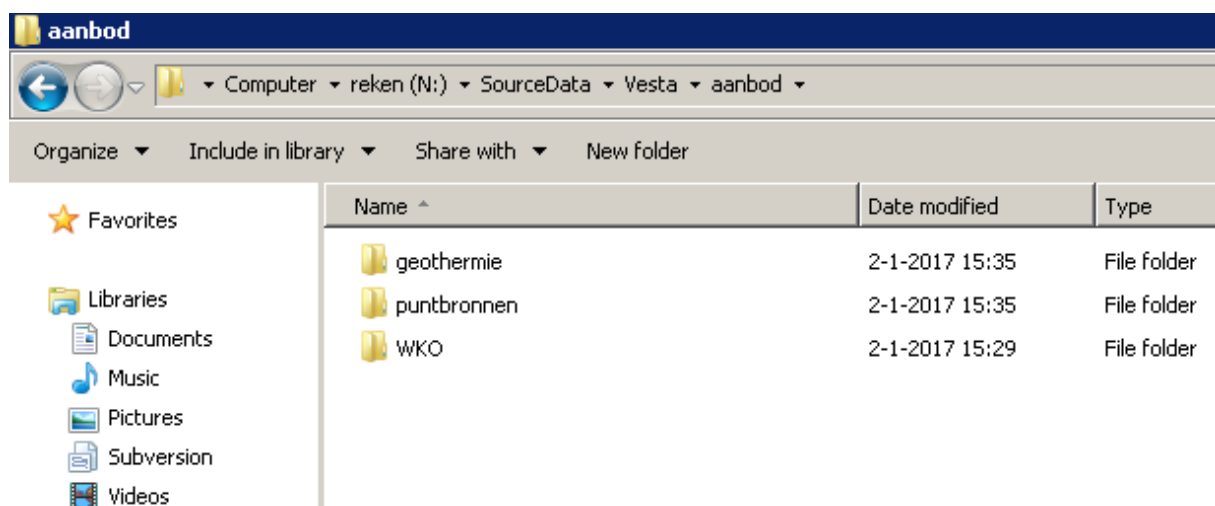 aanbod
Computer reken (N:) SourceData Vesta aanbod
Organize Include in library Share with New folder
Favorites
Libraries
Documents
Music
Pictures
Subversion
Videos
Name Date modified Type
geothermie 2-1-2017 15:35 File folder
puntbronnen 2-1-2017 15:35 File folder
WKO 2-1-2017 15:29 File folder